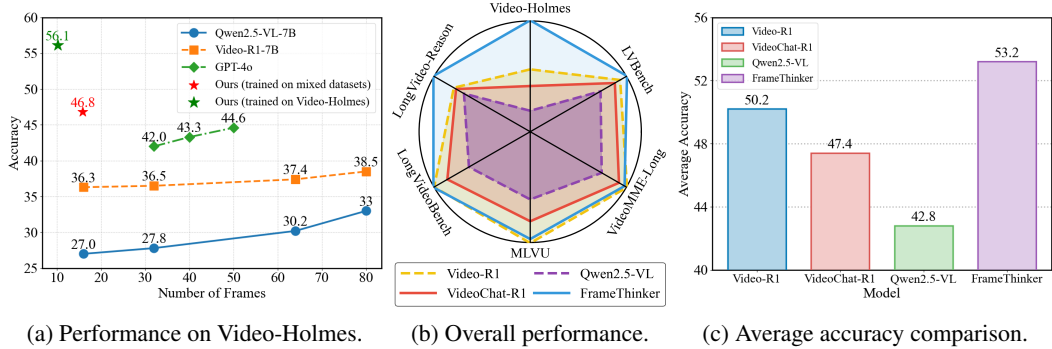 60
55
50
45
40
35
30
25
Accuracy
10
20
30
40
50
60
70
80
Number of Frames
Qwen2.5-VL-7B
Video-R1-7B
GPT-4o
Ours (trained on mixed datasets)
Ours (trained on Video-Holmes)
56.1
46.8
42.0
43.3
44.6
36.3
36.5
37.4
38.5
27.0
27.8
30.2
33
(a) Performance on Video-Holmes.
Video-Holmes
LVBench
VideoMME-Long
MLVU
LongVideoBench
LongVideo-Reason
Video-R1
Qwen2.5-VL
VideoChat-R1
FrameThinker
(b) Overall performance.
56
52
48
44
40
Average Accuracy
Video-R1
VideoChat-R1
Qwen2.5-VL
FrameThinker
50.2
47.4
42.8
53.2
Video-R1
VideoChat-R1
Qwen2.5-VL
FrameThinker
Model
(c) Average accuracy comparison.